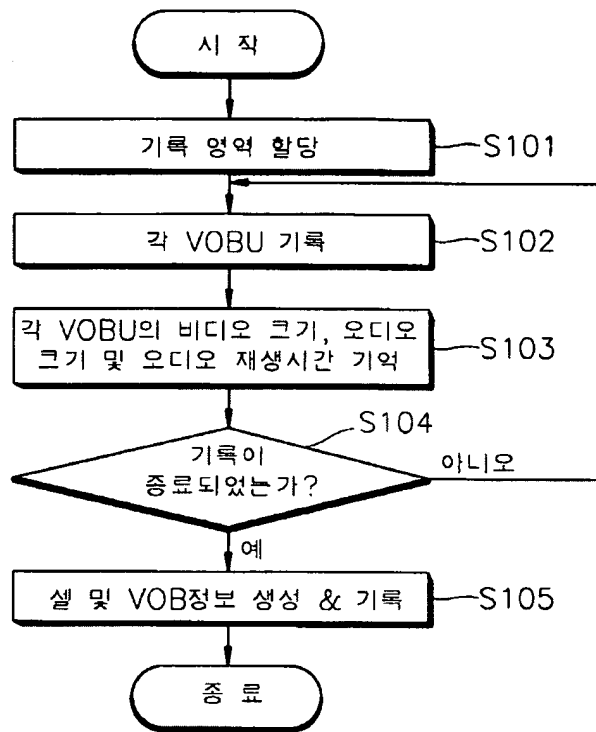 시 작
기록 영역 할당
S101
각 VOBU 기록
S102
각 VOBU의 비디오 크기, 오디오
크기 및 오디오 재생시간 기억
S103
S104
기록이
종료되었는가?
아니오
예
셀 및 VOB정보 생성 & 기록
S105
종 료